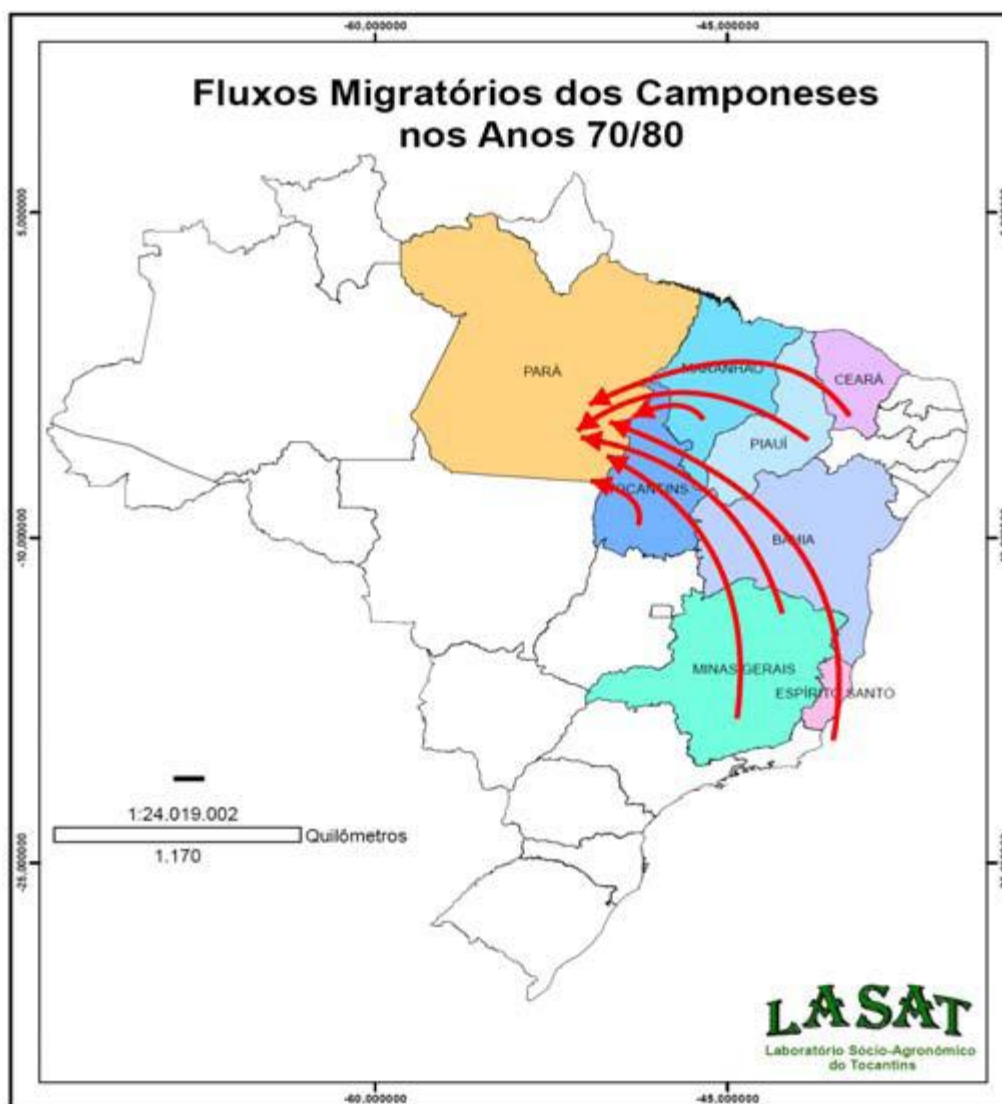 -60,000000
-45,000000
Fluxos Migratórios dos Camponeses
nos Anos 70/80
5,000000
PARÁ
MARANHÃO
CEARÁ
PIAUÍ
TOCANTINS
-10,000000
BAHIA
MINAS GERAIS
ESPÍRITO SANTO
1:24.019.002
Quilômetros
1.170
-25,000000
LASAT
Laboratório Sócio-Agronómico
do Tocantins
-60,000000
-45,000000